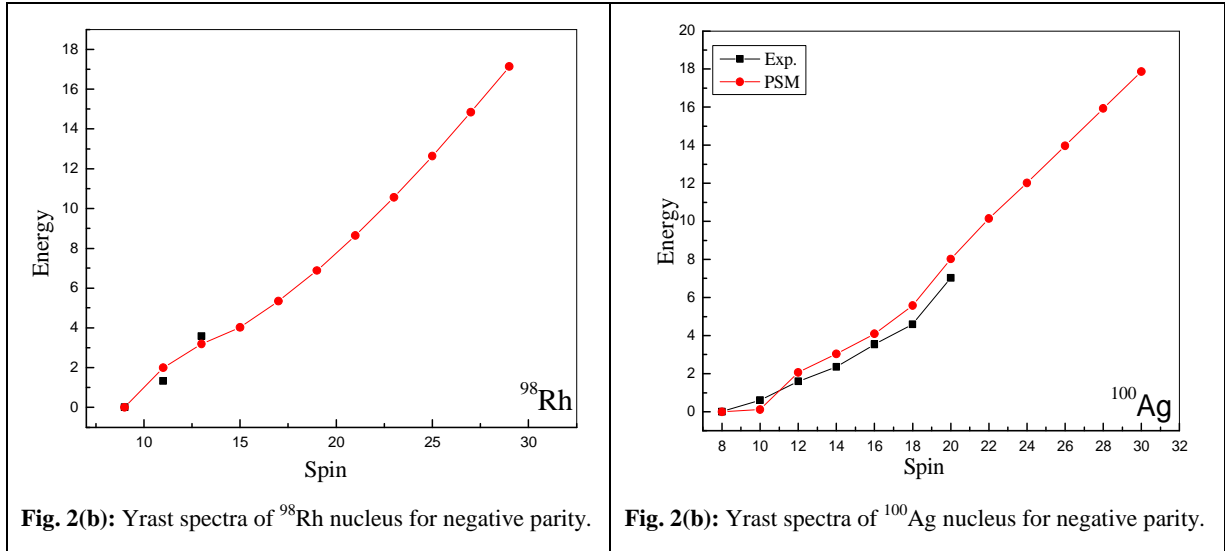 18
16
14
12
10
8
6
4
2
0
Energy
10 15 20 25 30
Spin
⁹⁸Rh
Fig. 2(b): Yrast spectra of ⁹⁸Rh nucleus for negative parity.
20
18
16
14
12
10
8
6
4
2
0
Energy
Exp.
PSM
8 10 12 14 16 18 20 22 24 26 28 30 32
Spin
¹⁰⁰Ag
Fig. 2(b): Yrast spectra of ¹⁰⁰Ag nucleus for negative parity.